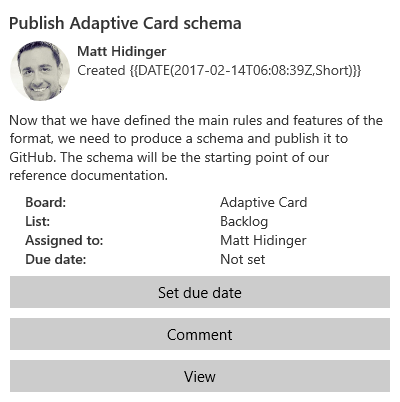 Publish Adaptive Card schema
Matt Hidinger
Created {{DATE(2017-02-14T06:08:39Z,Short)}}
Now that we have defined the main rules and features of the
format, we need to produce a schema and publish it to
GitHub. The schema will be the starting point of our
reference documentation.
Board: Adaptive Card
List: Backlog
Assigned to: Matt Hidinger
Due date: Not set
Set due date
Comment
View